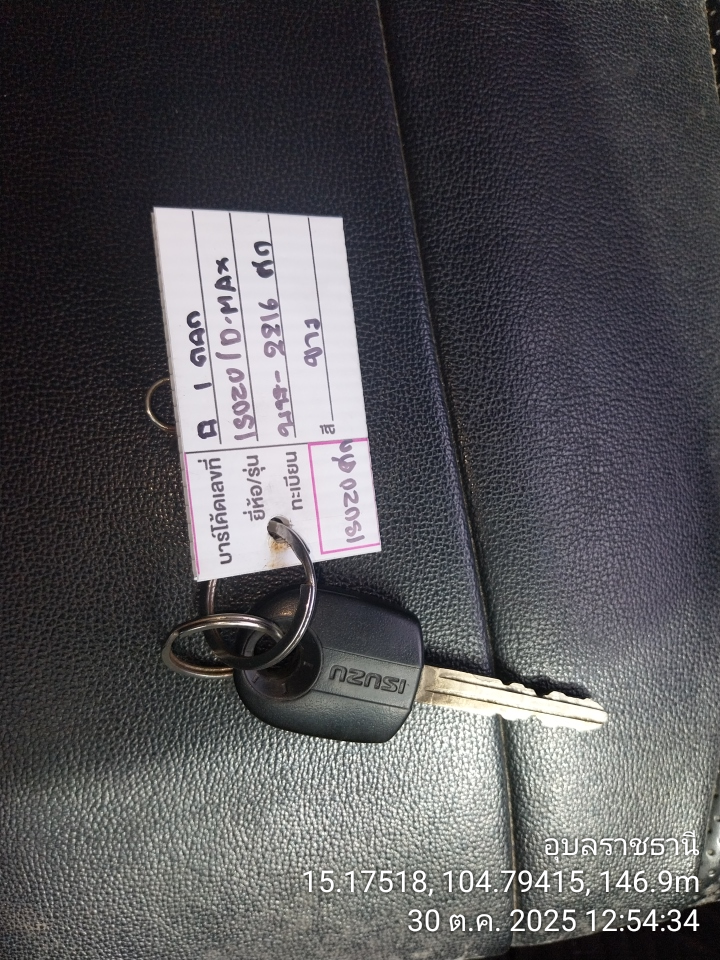 บาร์โค้ดเลขที่
ยี่ห้อ/รุ่น ISUZU/D-MAX
ทะเบียน
สี ขาว
ISUZU
ISUZU
อุบลราชธานี
15.17518, 104.79415, 146.9m
30 ต.ค. 2025 12:54:34